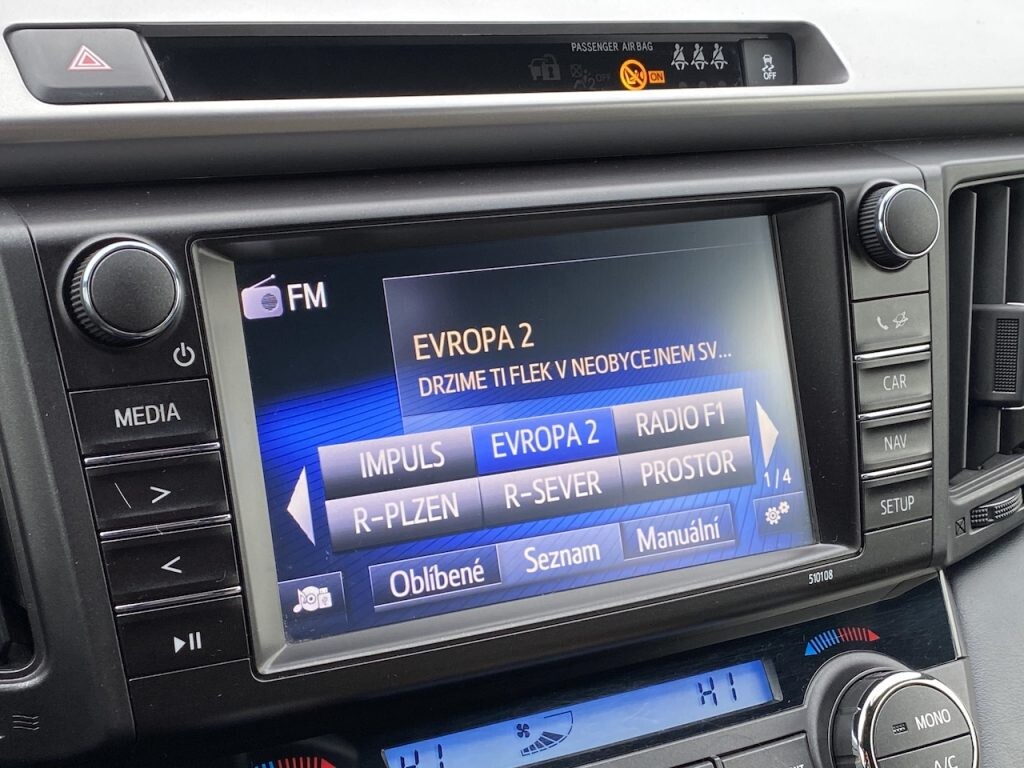 PASSENGER AIR BAG
OFF
ON
OFF
FM
EVROPA 2
DRZIME TI FLEK V NEOBYCEJNEM SV...
IMPULS
EVROPA 2
RADIO F1
R-PLZEN
R-SEVER
PROSTOR
1/4
Oblíbené
Seznam
Manuální
MEDIA
>
<
CAR
NAV
SETUP
510108
HI
HI
MONO
A/C